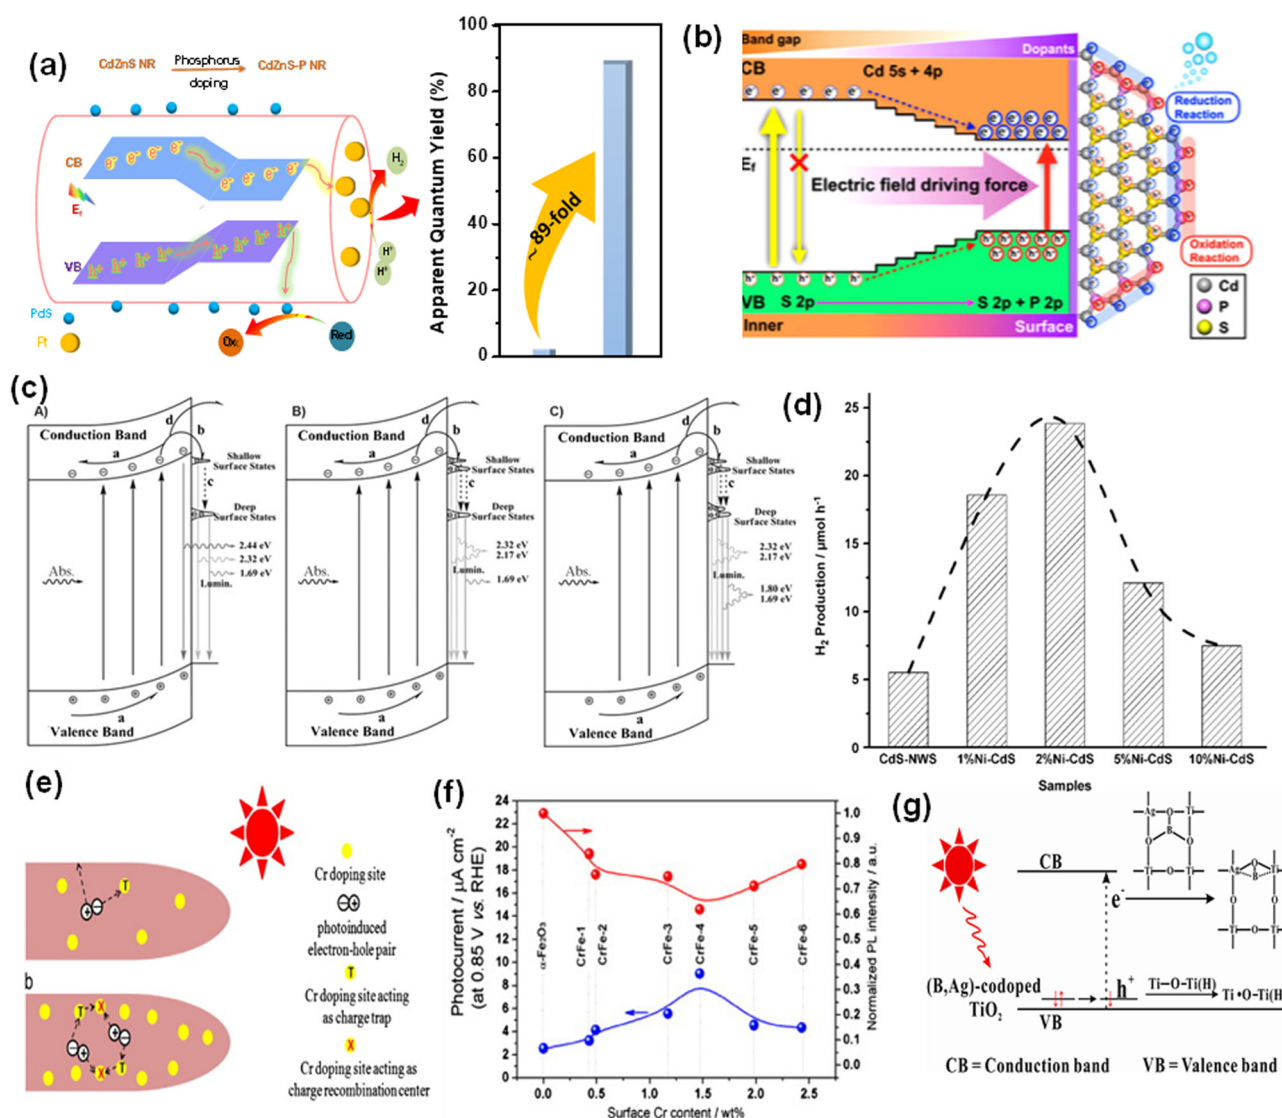 (a)
CdZnS NR
Phosphorus
doping
CdZnS-P NR
CB
e⁻ e⁻ e⁻ e⁻
e⁻ e⁻ e⁻ e⁻
E_f
VB
h⁺ h⁺ h⁺ h⁺ h⁺
h⁺ h⁺ h⁺ h⁺
H₂
H⁺
H⁺
PdS
Pt
Ox
Red
Apparent Quantum Yield (%)
100
80
60
40
20
0
~ 89-fold
(b)
Band gap
Dopants
CB
Cd 5s + 4p
E_f
Electric field driving force
VB
S 2p
S 2p + P 2p
Inner
Surface
Reduction
Reaction
Oxidation
Reaction
Cd
P
S
(c)
A)
Conduction Band
a
d
b
c
Shallow
Surface States
Deep
Surface States
2.44 eV
2.32 eV
1.69 eV
Lumin.
Abs.
a
Valence Band
B)
Conduction Band
a
d
b
c
Shallow
Surface States
Deep
Surface States
2.32 eV
2.17 eV
Lumin.
1.69 eV
Abs.
a
Valence Band
C)
Conduction Band
a
d
b
c
Shallow
Surface States
Deep
Surface States
2.32 eV
2.17 eV
Lumin.
1.80 eV
1.69 eV
Abs.
a
Valence Band
(d)
H₂ Production / µmol h⁻¹
25
20
15
10
5
0
CdS-NWS
1%Ni-CdS
2%Ni-CdS
5%Ni-CdS
10%Ni-CdS
Samples
(e)
T
b
T
X
X
T
Cr doping site
photoinduced
electron-hole pair
T
Cr doping site acting
as charge trap
X
Cr doping site acting as
charge recombination center
(f)
Photocurrent / µA cm⁻²
(at 0.85 V vs. RHE)
24
22
20
18
16
14
12
10
8
6
4
2
0
α-Fe₂O₃
CrFe-1
CrFe-2
CrFe-3
CrFe-4
CrFe-5
CrFe-6
1.0
0.9
0.8
0.7
0.6
0.5
0.4
0.3
0.2
0.1
0.0
Normalized PL intensity / a.u.
0.0
0.5
1.0
1.5
2.0
2.5
Surface Cr content / wt%
(g)
CB
e⁻
Ag—O—Ti
B
O
O
Ti—O—Ti
Ag
O
Ti
B
O
O
Ti—O—Ti
(B,Ag)-codoped
TiO₂
h⁺
Ti—O-Ti(H)
Ti•O-Ti(H)
VB
CB = Conduction band
VB = Valence band